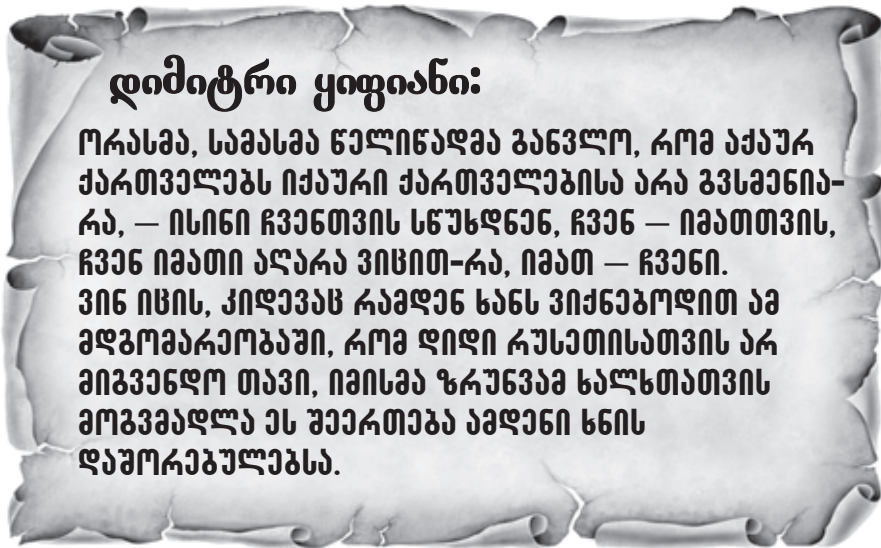 დიმიტრი ყიფიანი:
ორასმა, სამასმა წელიწადმა განვლო, რომ აქაურ
ქართველებს იქაური ქართველებისა არა გვსმენია-
რა, – ისინი ჩვენთვის სწუხდნენ, ჩვენ – იმათთვის,
ჩვენ იმათი აღარა ვიცით-რა, იმათ – ჩვენი.
ვინ იცის, კიდევაც რამდენ ხანს ვიქნებოდით ამ
მდგომარეობაში, რომ დიდი რუსეთისათვის არ
მიგვენდო თავი, იმისმა ზრუნვამ ხალხთათვის
მოგვმადლა ეს შეერთება ამდენი ხნის
დაშორებულებსა.